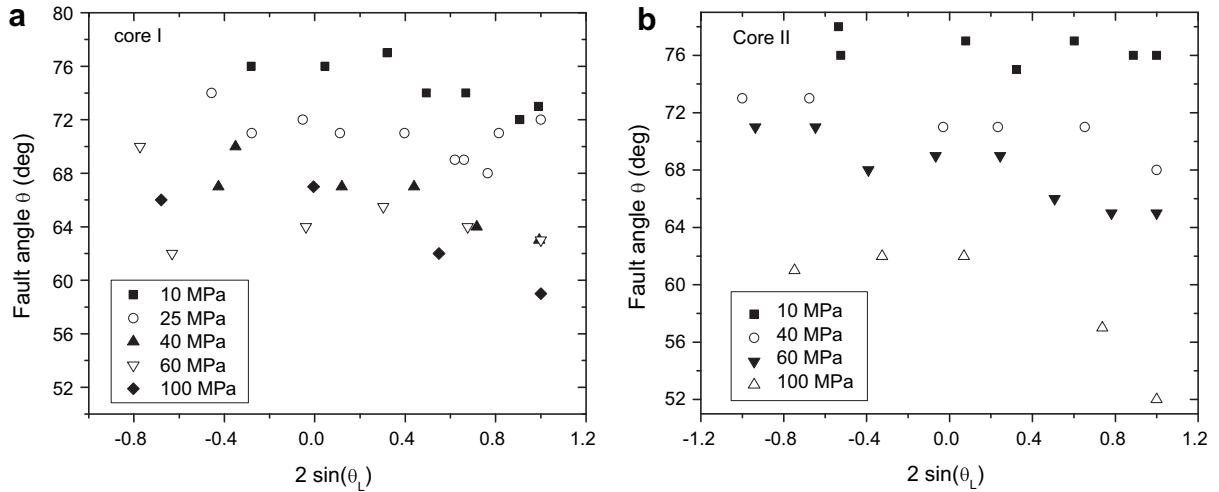 a
core I
80
76
72
68
64
60
56
52
Fault angle θ (deg)
10 MPa
25 MPa
40 MPa
60 MPa
100 MPa
-0.8 -0.4 0.0 0.4 0.8 1.2
2 sin(θL)
b
Core II
76
72
68
64
60
56
52
Fault angle θ (deg)
10 MPa
40 MPa
60 MPa
100 MPa
-1.2 -0.8 -0.4 0.0 0.4 0.8 1.2
2 sin(θL)